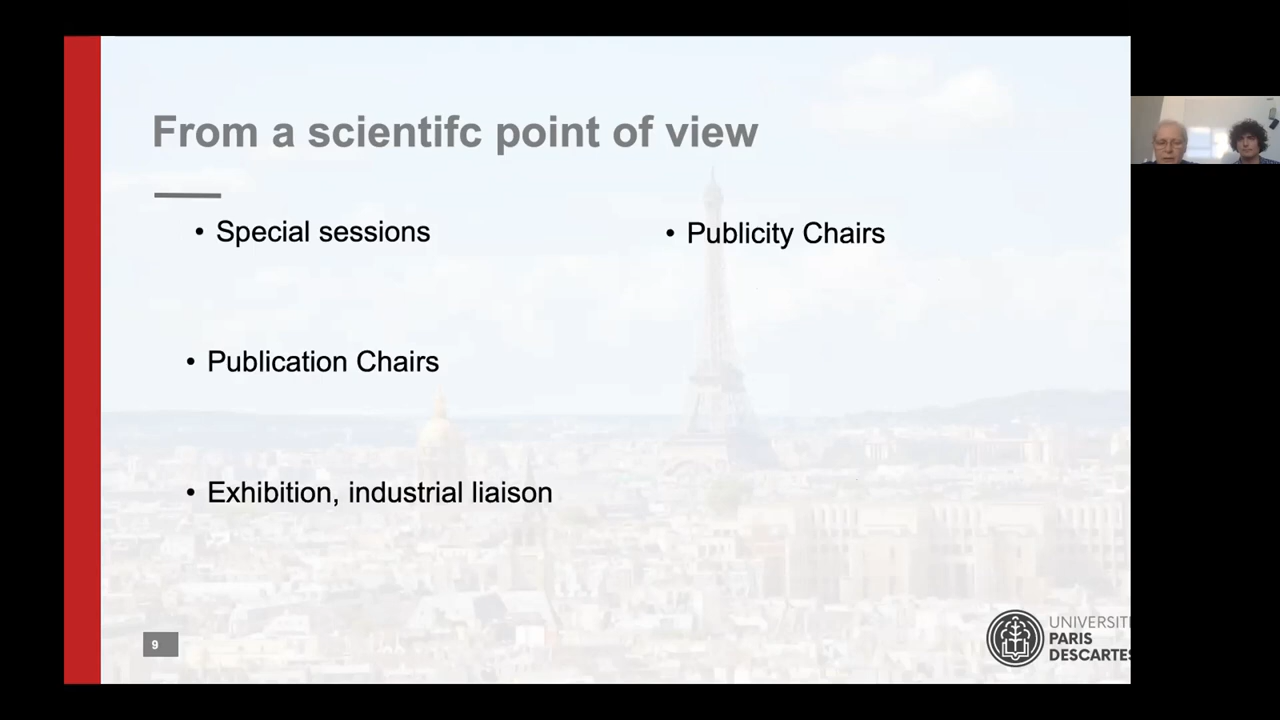 From a scientifc point of view
• Special sessions
• Publicity Chairs
• Publication Chairs
• Exhibition, industrial liaison
9
UNIVERSIT
PARIS
DESCARTES